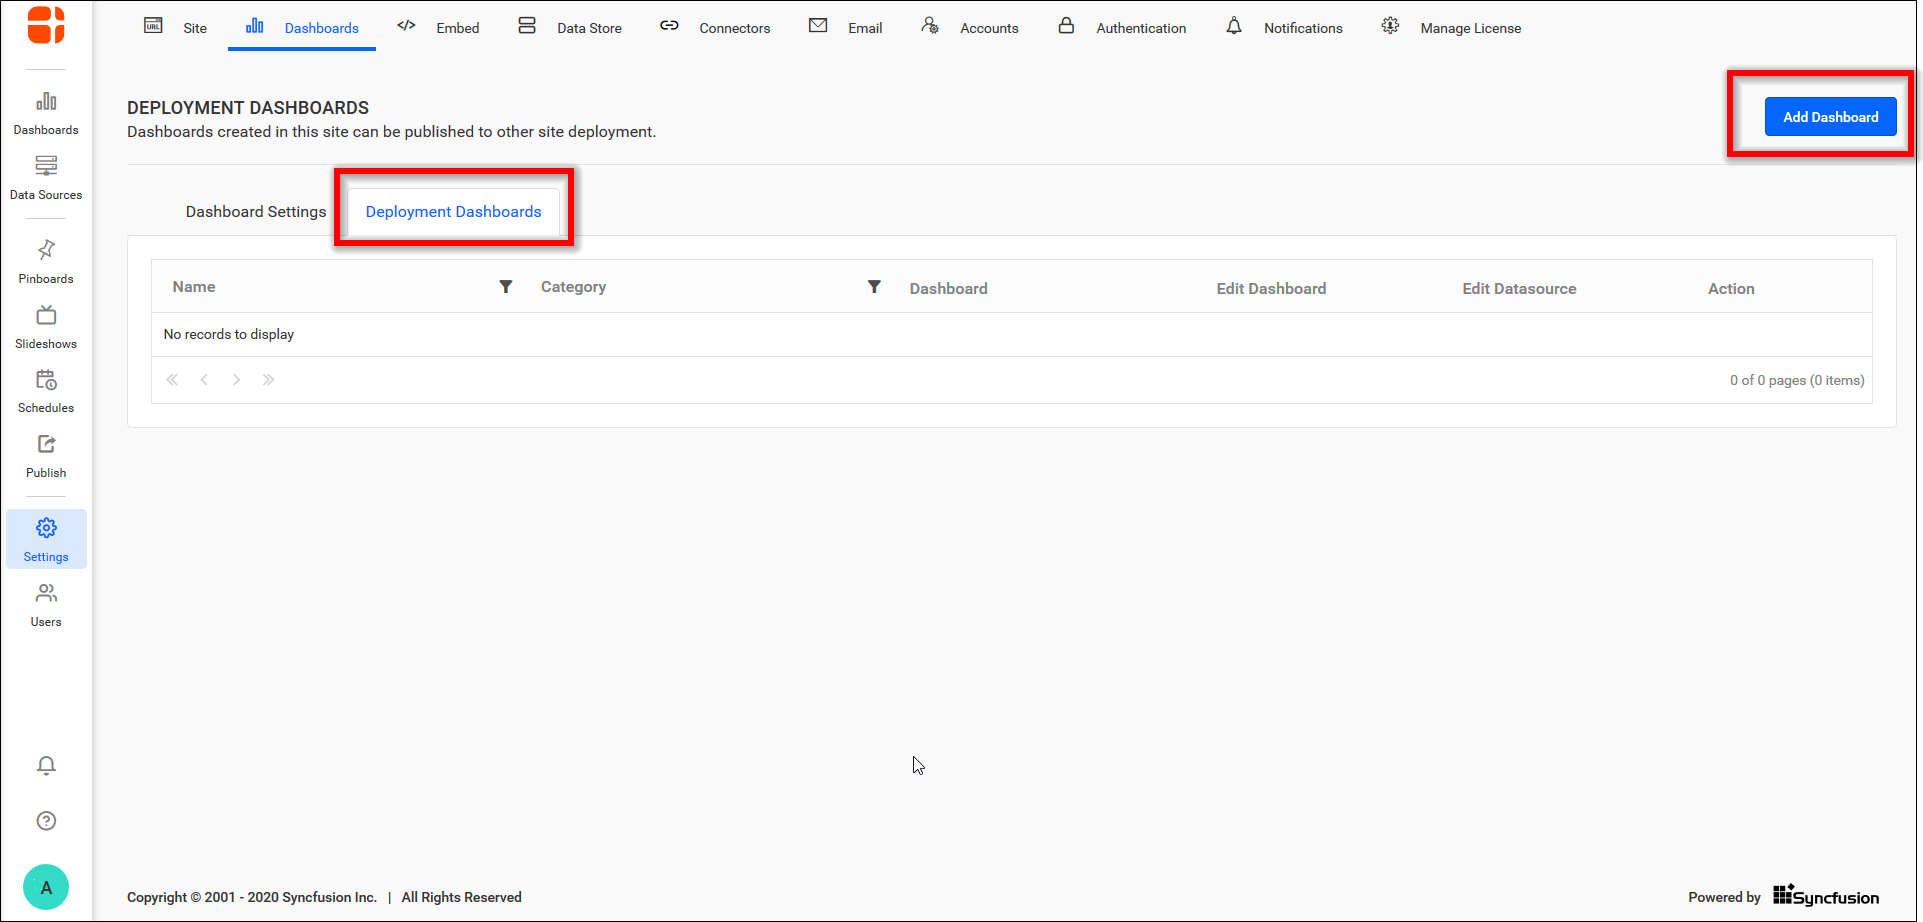 URL Site Dashboards </> Embed Data Store Connectors Email Accounts Authentication Notifications Manage License
Dashboards
Data Sources
Pinboards
Slideshows
Schedules
Publish
Settings
Users
A
DEPLOYMENT DASHBOARDS
Dashboards created in this site can be published to other site deployment.
Add Dashboard
Dashboard Settings Deployment Dashboards
Name Category Dashboard Edit Dashboard Edit Datasource Action
No records to display
0 of 0 pages (0 items)
Copyright © 2001 - 2020 Syncfusion Inc. | All Rights Reserved
Powered by Syncfusion